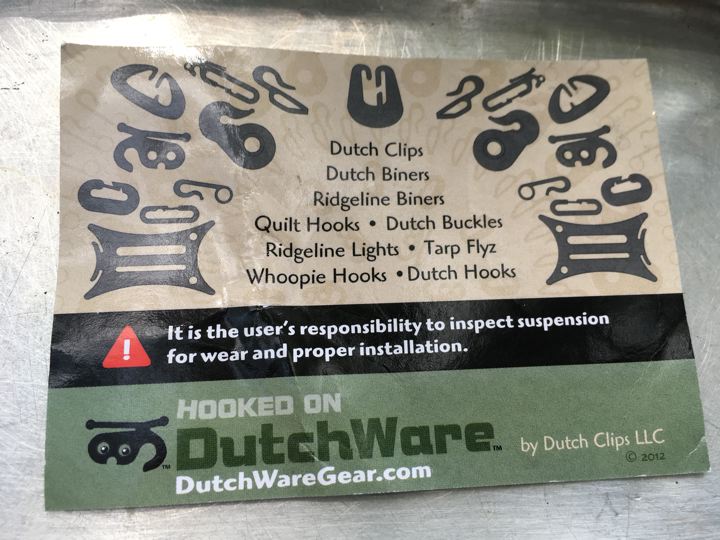 Dutch Clips
Dutch Biners
Ridgeline Biners
Quilt Hooks • Dutch Buckles
Ridgeline Lights • Tarp Flyz
Whoopie Hooks • Dutch Hooks
It is the user's responsibility to inspect suspension
for wear and proper installation.
HOOKED ON
DutchWare™
by Dutch Clips LLC
© 2012
™
DutchWareGear.com